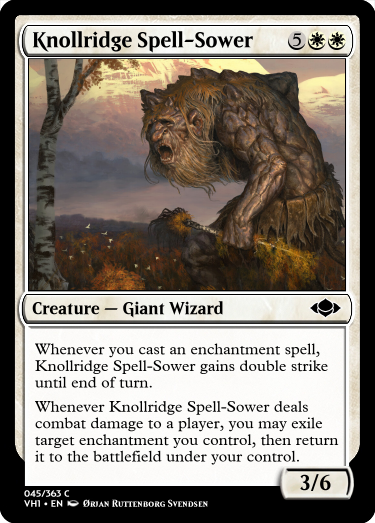 Knollridge Spell-Sower 5
Creature — Giant Wizard
Whenever you cast an enchantment spell,
Knollridge Spell-Sower gains double strike
until end of turn.
Whenever Knollridge Spell-Sower deals
combat damage to a player, you may exile
target enchantment you control, then return
it to the battlefield under your control.
3/6
045/363 C
VH1 • EN Ørjan Ruttenborg Svendsen